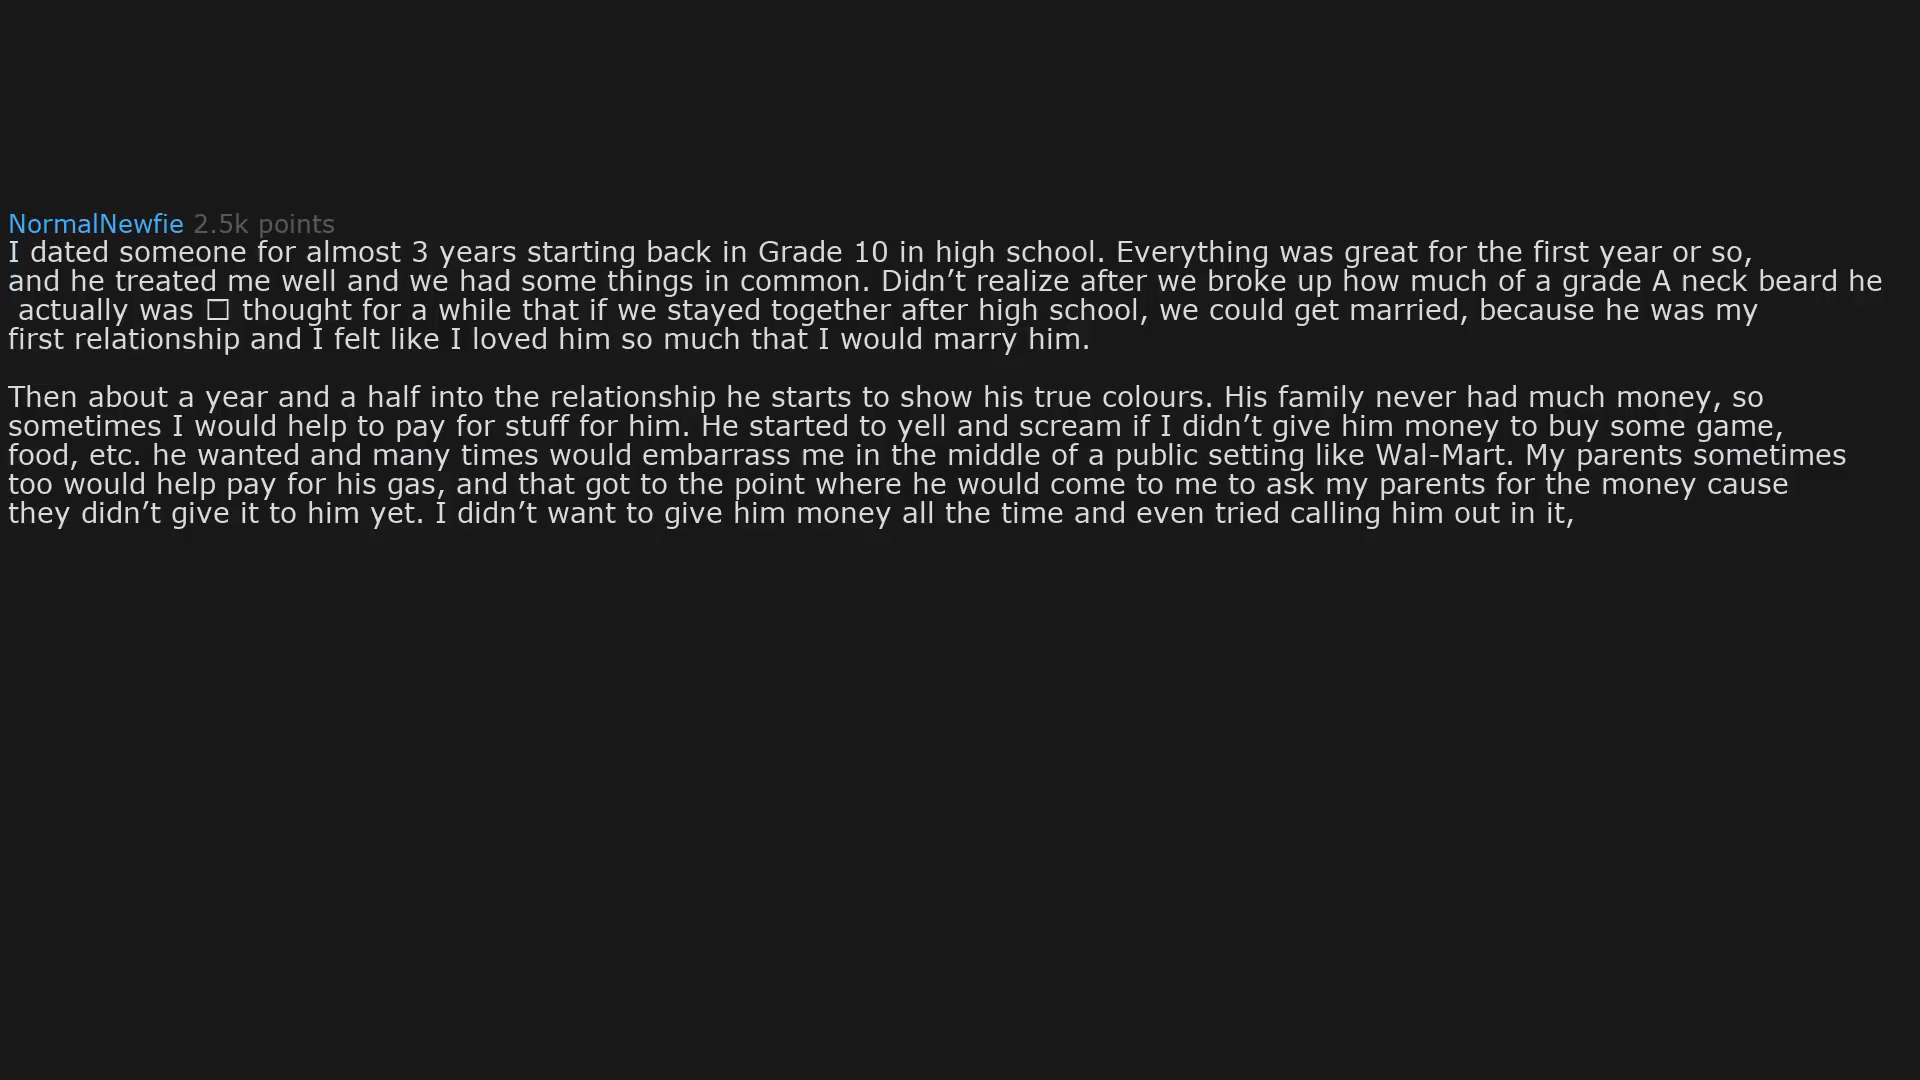 NormalNewfie 2.5k points
I dated someone for almost 3 years starting back in Grade 10 in high school. Everything was great for the first year or so,
and he treated me well and we had some things in common. Didn’t realize after we broke up how much of a grade A neck beard he
actually was □ thought for a while that if we stayed together after high school, we could get married, because he was my
first relationship and I felt like I loved him so much that I would marry him.
Then about a year and a half into the relationship he starts to show his true colours. His family never had much money, so
sometimes I would help to pay for stuff for him. He started to yell and scream if I didn’t give him money to buy some game,
food, etc. he wanted and many times would embarrass me in the middle of a public setting like Wal-Mart. My parents sometimes
too would help pay for his gas, and that got to the point where he would come to me to ask my parents for the money cause
they didn’t give it to him yet. I didn’t want to give him money all the time and even tried calling him out in it,